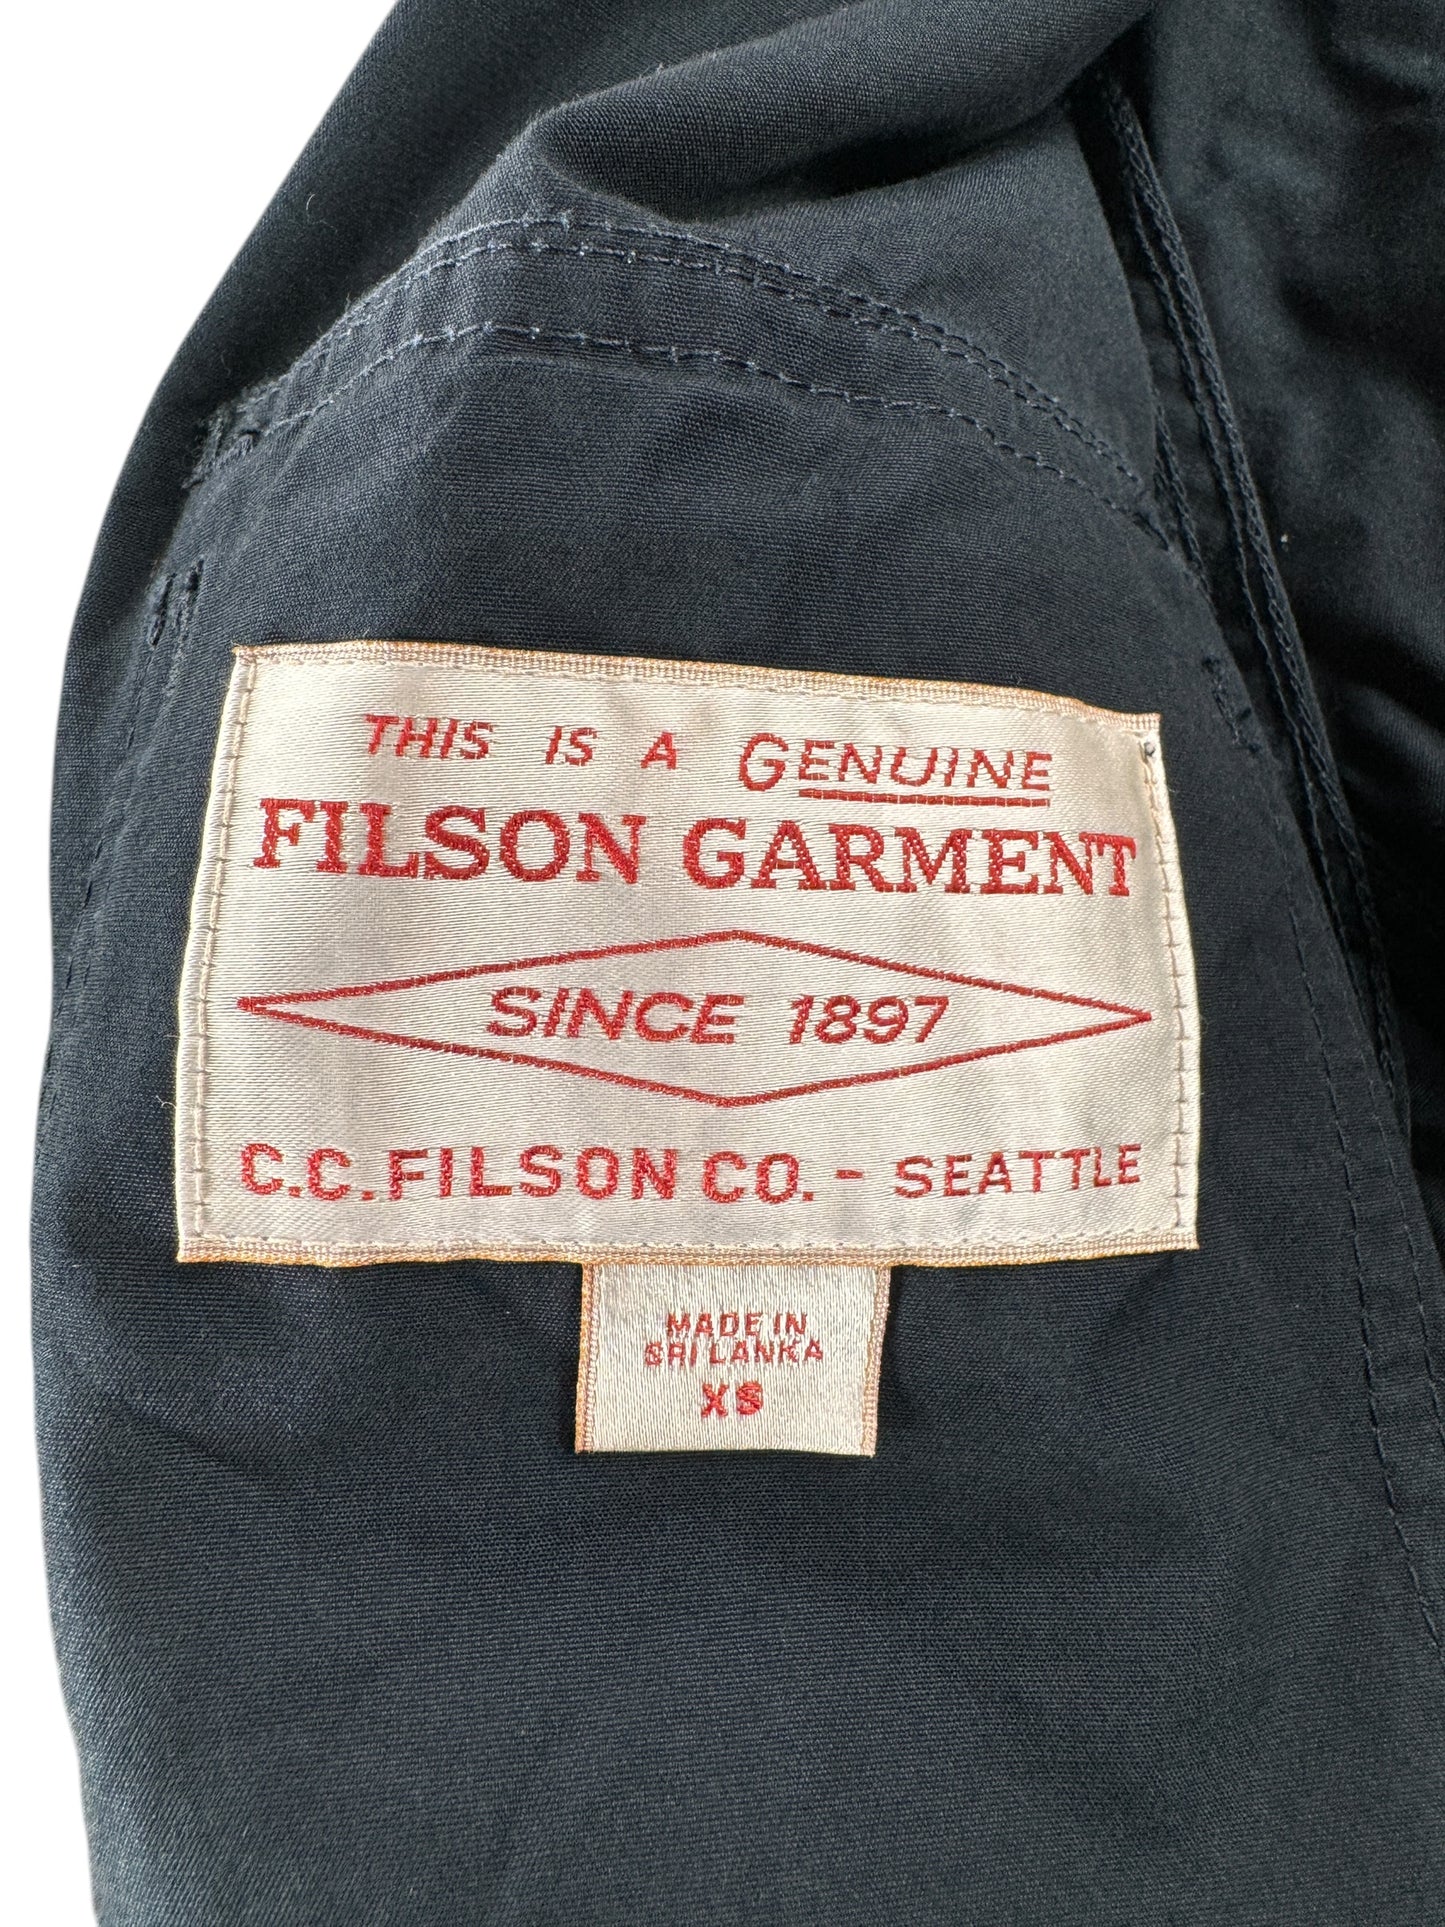 THIS IS A GENUINE
FILSON GARMENT
SINCE 1897
C.C. FILSON CO. - SEATTLE
MADE IN
SRI LANKA
XS